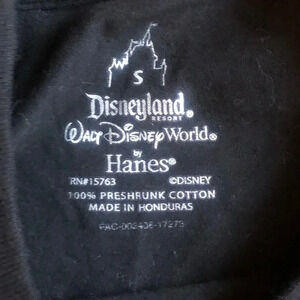 S
Disneyland®
RESORT
Walt Disney World®
by
Hanes®
RN#15763 ©DISNEY
100% PRESHRUNK COTTON
MADE IN HONDURAS